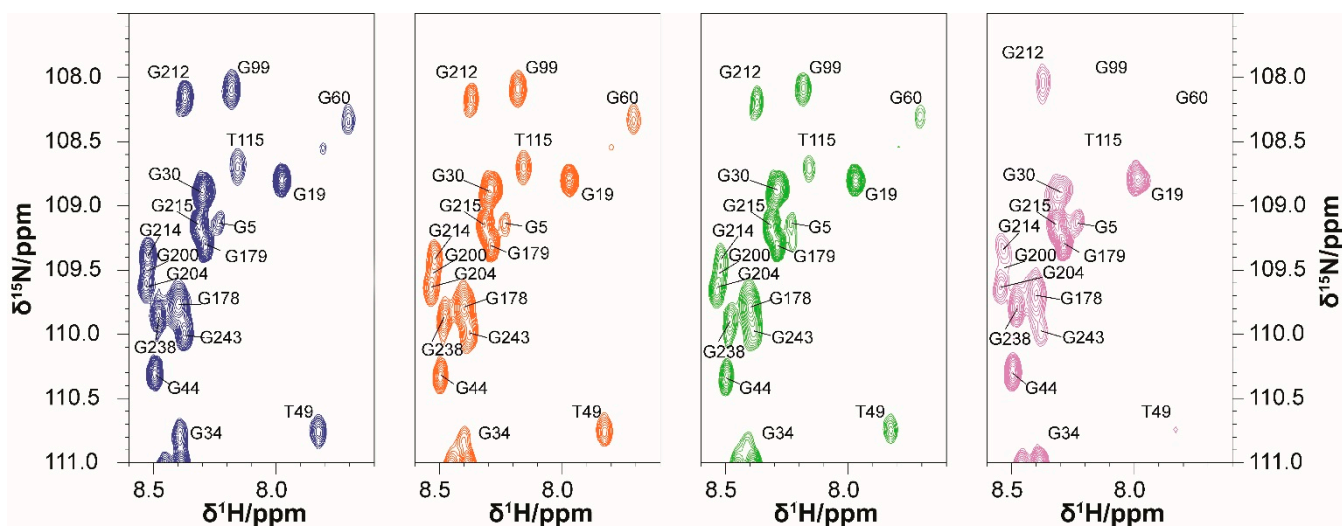 108.0
108.5
109.0
109.5
110.0
110.5
111.0
δ¹⁵N/ppm
G212
G99
G60
T115
G30
G19
G215
G5
G214
G200
G179
G204
G178
G238
G243
G44
T49
G34
8.5
8.0
δ¹H/ppm
G212
G99
G60
T115
G30
G19
G215
G5
G214
G200
G179
G204
G178
G238
G243
G44
T49
G34
8.5
8.0
δ¹H/ppm
G212
G99
G60
T115
G30
G19
G215
G5
G214
G200
G179
G204
G178
G238
G243
G44
T49
G34
8.5
8.0
δ¹H/ppm
G212
G99
G60
T115
G30
G19
G215
G5
G214
G200
G179
G204
G178
G238
G243
G44
T49
G34
8.5
8.0
δ¹H/ppm
108.0
108.5
109.0
109.5
110.0
110.5
111.0
δ¹⁵N/ppm